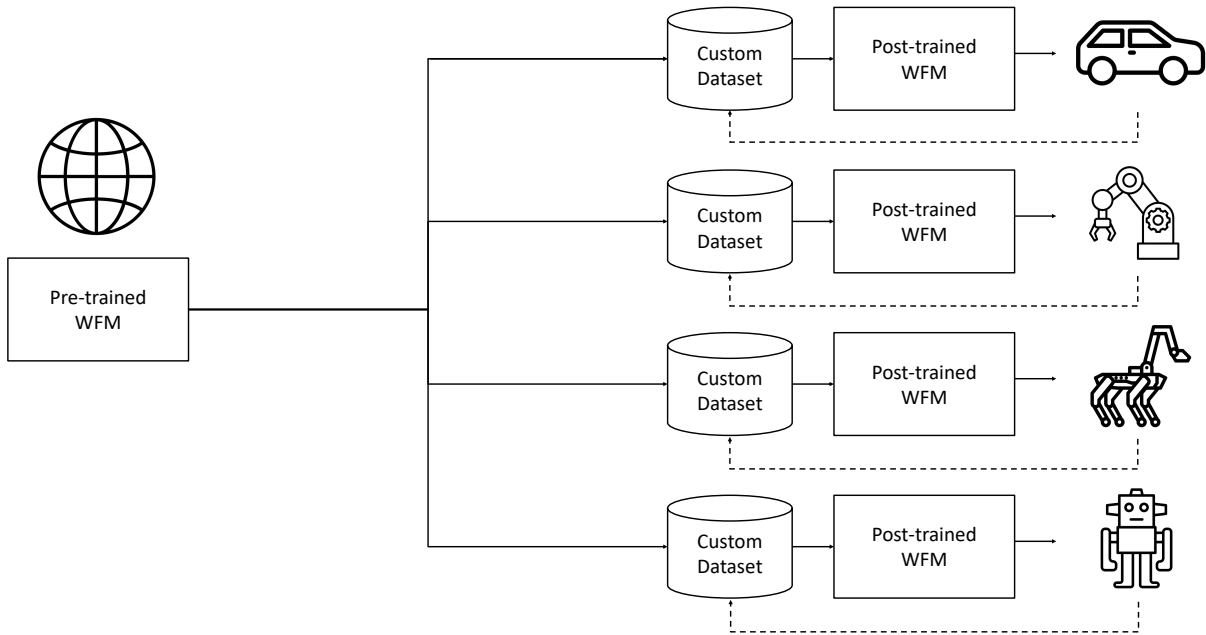 Custom
Dataset
Post-trained
WFM
Custom
Dataset
Post-trained
WFM
Pre-trained
WFM
Custom
Dataset
Post-trained
WFM
Custom
Dataset
Post-trained
WFM